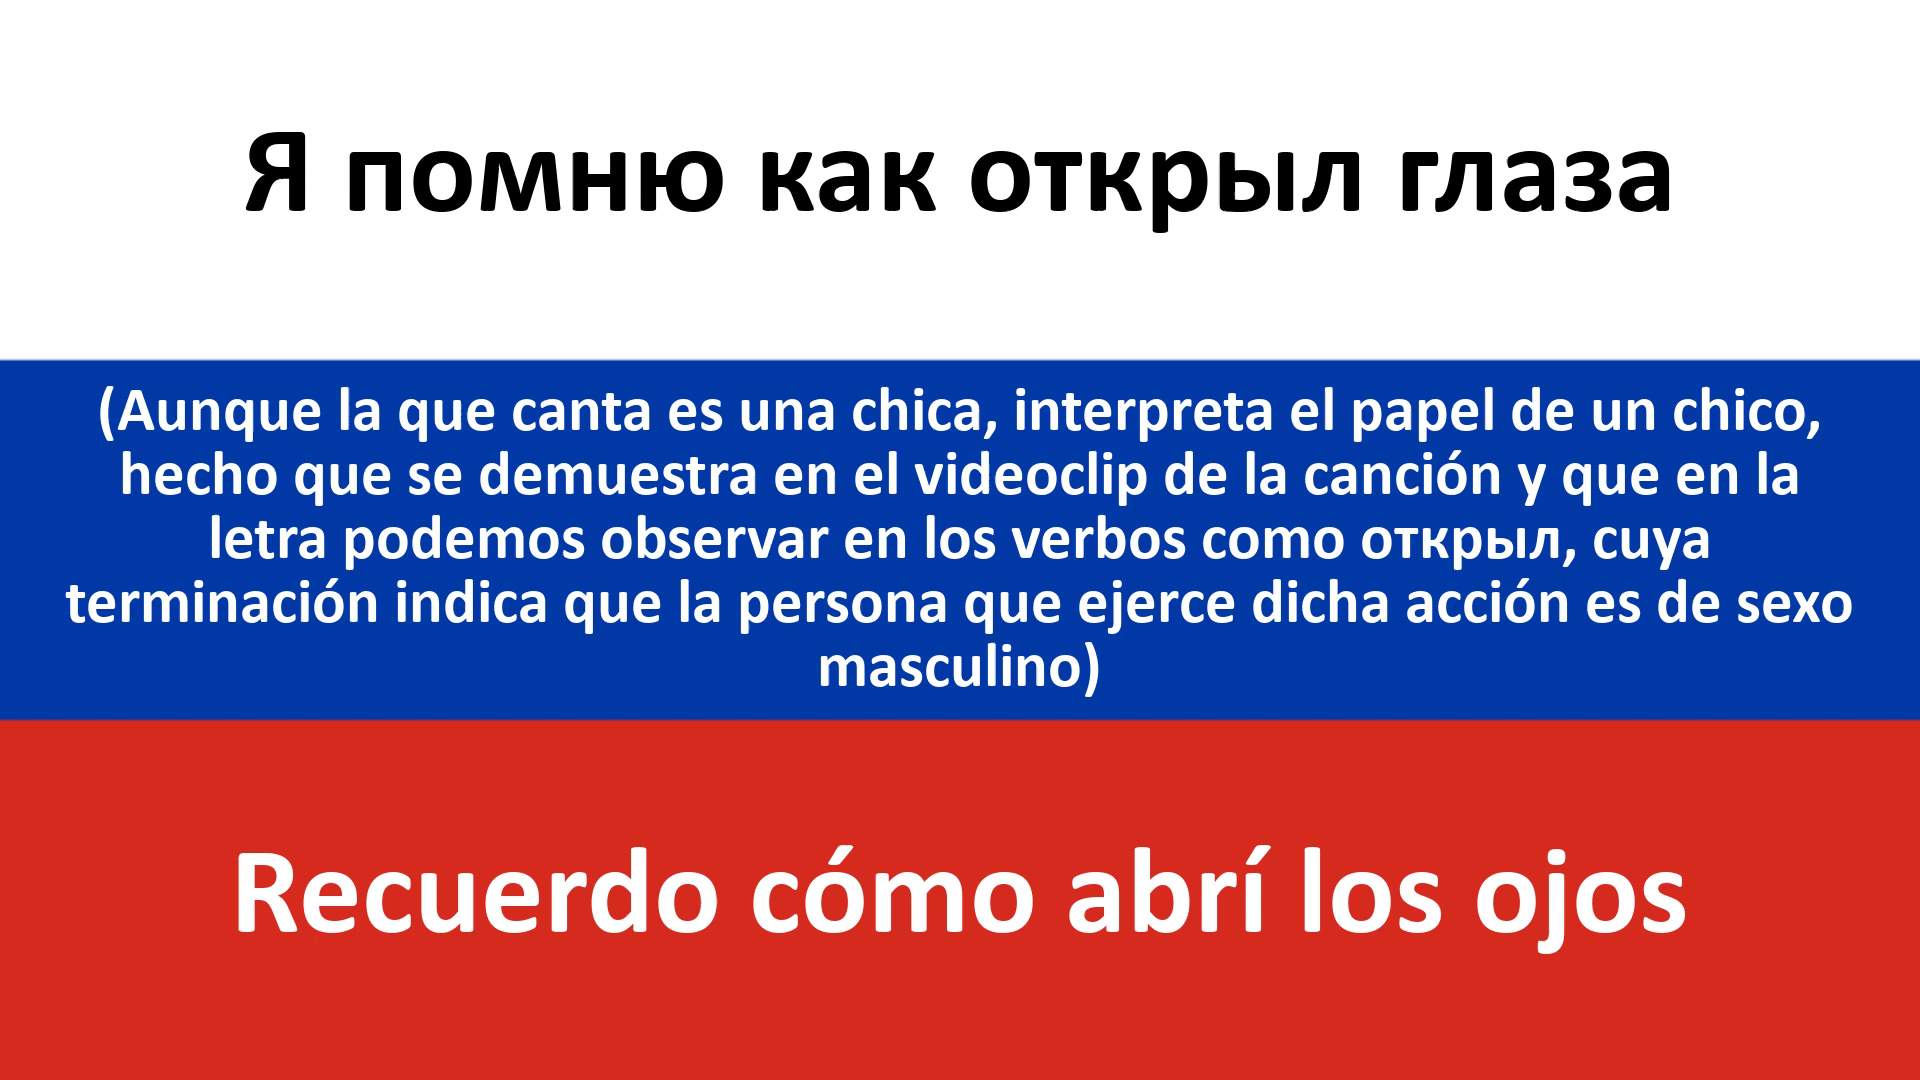 Я помню как открыл глаза
(Aunque la que canta es una chica, interpreta el papel de un chico,
hecho que se demuestra en el videoclip de la canción y que en la
letra podemos observar en los verbos como открыл, cuya
terminación indica que la persona que ejerce dicha acción es de sexo
masculino)
Recuerdo cómo abrí los ojos